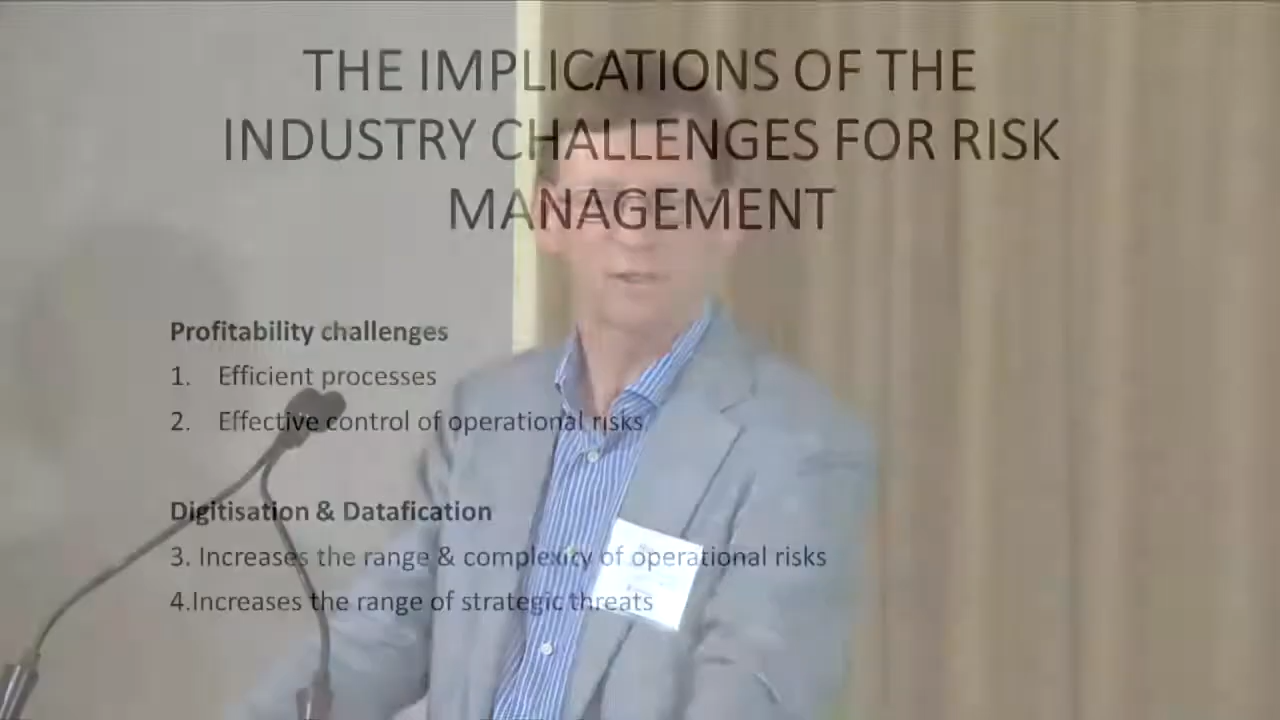 THE IMPLICATIONS OF THE
INDUSTRY CHALLENGES FOR RISK
MANAGEMENT
Profitability challenges
1. Efficient processes
2. Effective control of operational risks
Digitisation & Datafication
3. Increases the range & complexity of operational risks
4.Increases the range of strategic threats